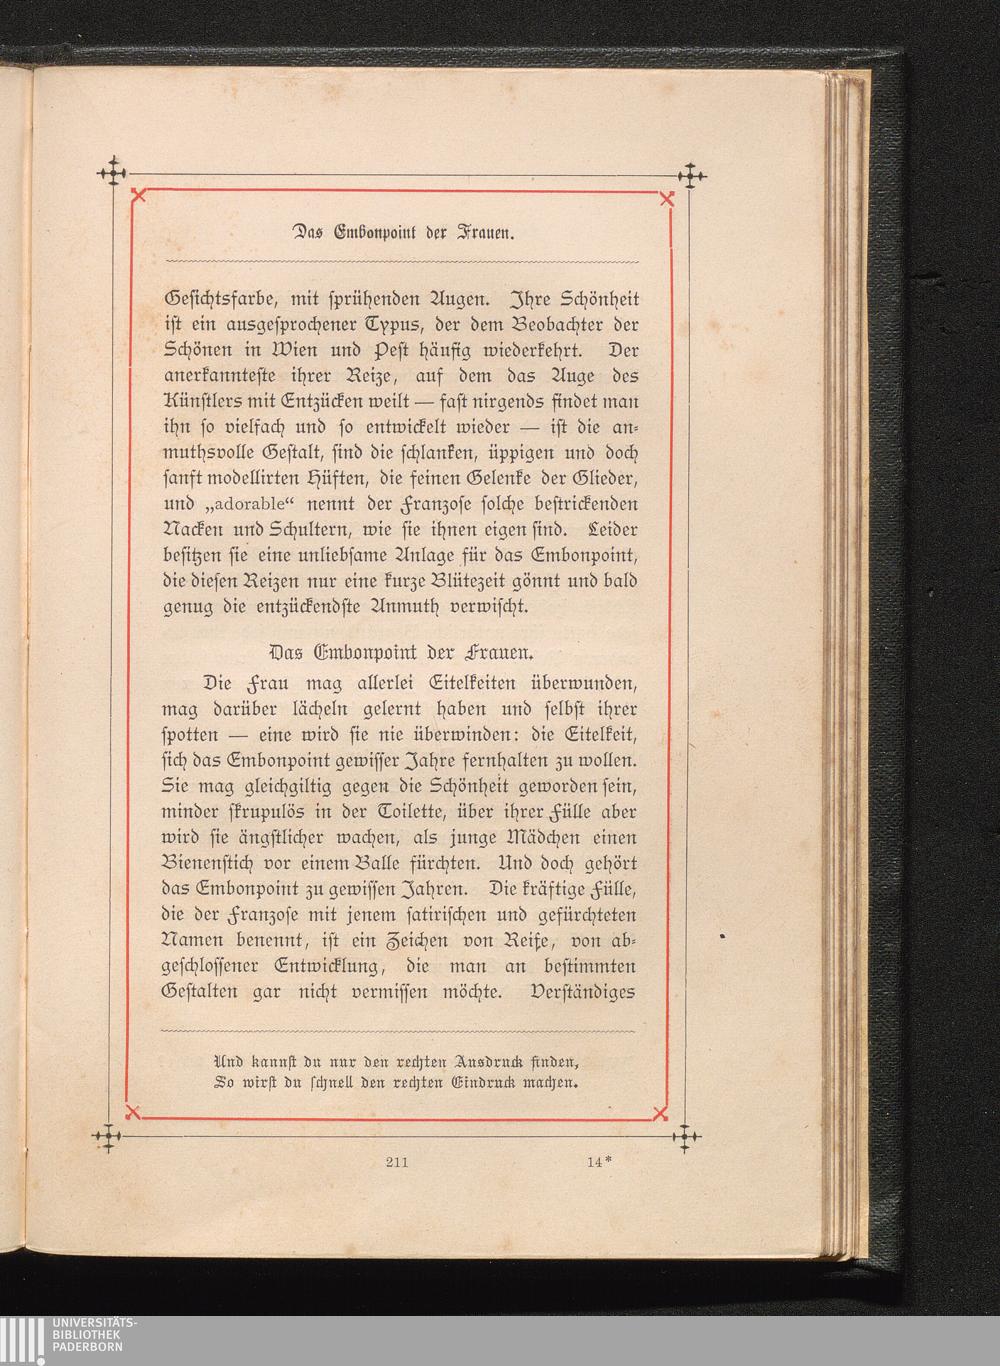 Das Embonpoint der Frauen.
Gesichtsfarbe, mit sprühenden Augen. Ihre Schönheit
ist ein ausgesprochener Typus, der dem Beobachter der
Schönen in Wien und Pest häufig wiederkehrt. Der
anerkannteste ihrer Reize, auf dem das Auge des
Künstlers mit Entzücken weilt — fast nirgends findet man
ihn so vielfach und so entwickelt wieder — ist die an-
muthsvolle Gestalt, sind die schlanken, üppigen und doch
sanft modellirten Hüften, die feinen Gelenke der Glieder,
und „adorable“ nennt der Franzose solche bestrickenden
Nacken und Schultern, wie sie ihnen eigen sind. Leider
besitzen sie eine unliebsame Anlage für das Embonpoint,
die diesen Reizen nur eine kurze Blütezeit gönnt und bald
genug die entzückendste Anmuth verwischt.
Das Embonpoint der Frauen.
Die Frau mag allerlei Eitelkeiten überwunden,
mag darüber lächeln gelernt haben und selbst ihrer
spotten — eine wird sie nie überwinden: die Eitelkeit,
sich das Embonpoint gewisser Jahre fernhalten zu wollen.
Sie mag gleichgiltig gegen die Schönheit geworden sein,
minder skrupulös in der Toilette, über ihrer Fülle aber
wird sie ängstlicher wachen, als junge Mädchen einen
Bienenstich vor einem Balle fürchten. Und doch gehört
das Embonpoint zu gewissen Jahren. Die kräftige Fülle,
die der Franzose mit jenem satirischen und gefürchteten
Namen benennt, ist ein Zeichen von Reife, von ab-
geschlossener Entwicklung, die man an bestimmten
Gestalten gar nicht vermissen möchte. Verständiges
Und kannst du nur den rechten Ausdruck finden,
So wirst du schnell den rechten Eindruck machen.
211 14*
UNIVERSITÄTS-
BIBLIOTHEK
PADERBORN